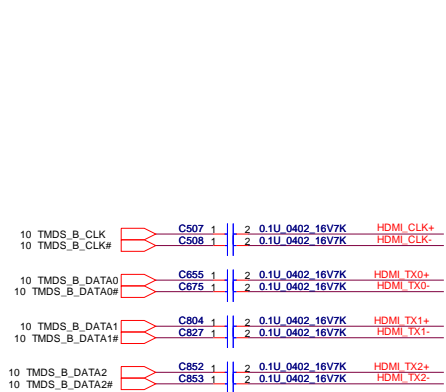 10 TMDS_B_CLK C507 1 2 0.1U_0402_16V7K HDMI_CLK+
10 TMDS_B_CLK# C508 1 2 0.1U_0402_16V7K HDMI_CLK-
10 TMDS_B_DATA0 C655 1 2 0.1U_0402_16V7K HDMI_TX0+
10 TMDS_B_DATA0# C675 1 2 0.1U_0402_16V7K HDMI_TX0-
10 TMDS_B_DATA1 C804 1 2 0.1U_0402_16V7K HDMI_TX1+
10 TMDS_B_DATA1# C827 1 2 0.1U_0402_16V7K HDMI_TX1-
10 TMDS_B_DATA2 C852 1 2 0.1U_0402_16V7K HDMI_TX2+
10 TMDS_B_DATA2# C853 1 2 0.1U_0402_16V7K HDMI_TX2-